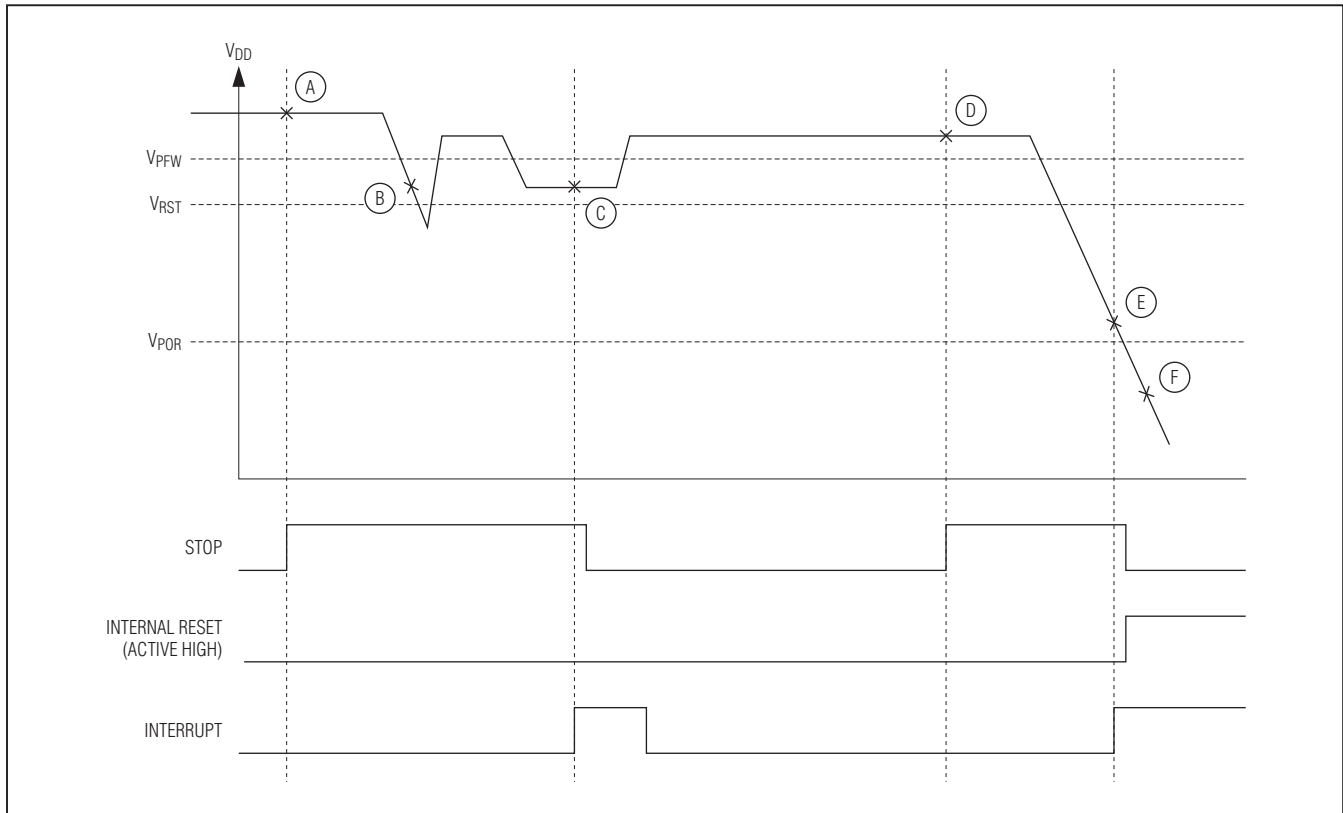 VDD
A
D
VPFW
B
VRST
C
E
VPOR
F
STOP
INTERNAL RESET
(ACTIVE HIGH)
INTERRUPT